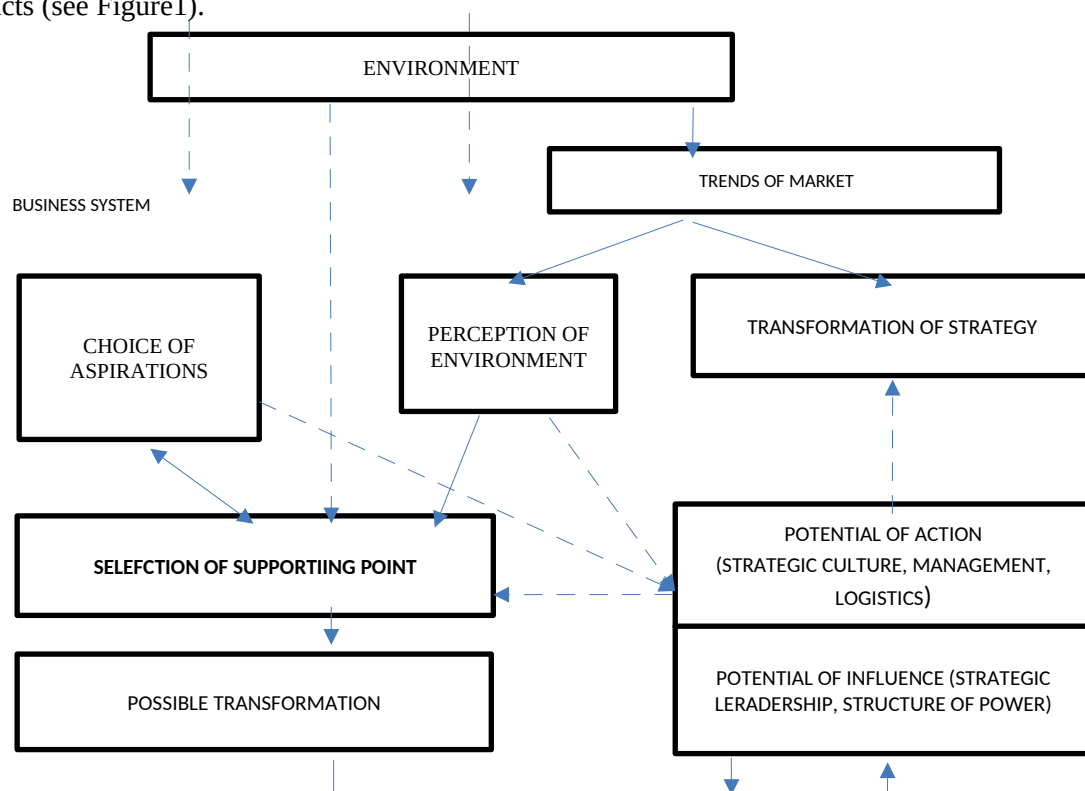 cts (see Figure1).
ENVIRONMENT
TRENDS OF MARKET
BUSINESS SYSTEM
CHOICE OF
ASPIRATIONS
PERCEPTION OF
ENVIRONMENT
TRANSFORMATION OF STRATEGY
SELEFCTION OF SUPPORTIING POINT
POTENTIAL OF ACTION
(STRATEGIC CULTURE, MANAGEMENT,
LOGISTICS)
POSSIBLE TRANSFORMATION
POTENTIAL OF INFLUENCE (STRATEGIC
LERADERSHIP, STRUCTURE OF POWER)